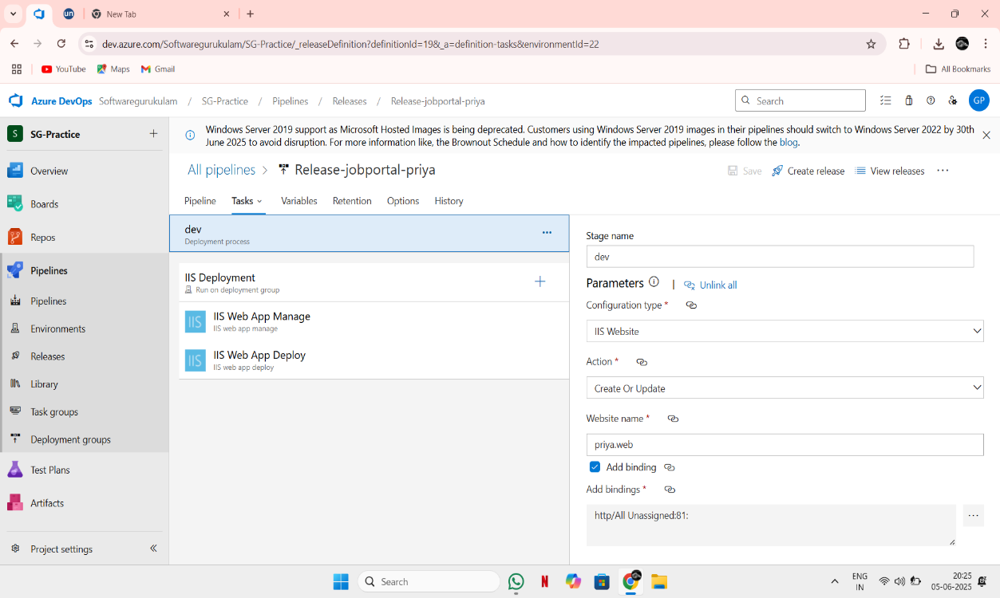 un
New Tab
dev.azure.com/Softwaregurukulam/SG-Practice/_releaseDefinition?definitionId=19&_a=definition-tasks&environmentId=22
YouTube
Maps
Gmail
All Bookmarks
Azure DevOps
Softwaregurukulam / SG-Practice / Pipelines / Releases / Release-jobportal-priya
Search
GP
S
SG-Practice
Overview
Boards
Repos
Pipelines
Pipelines
Environments
Releases
Library
Task groups
Deployment groups
Test Plans
Artifacts
Project settings
Windows Server 2019 support as Microsoft Hosted Images is being deprecated. Customers using Windows Server 2019 images in their pipelines should switch to Windows Server 2022 by 30th
June 2025 to avoid disruption. For more information like, the Brownout Schedule and how to identify the impacted pipelines, please follow the blog.
All pipelines > Release-jobportal-priya
Save
Create release
View releases
Pipeline
Tasks
Variables
Retention
Options
History
dev
Deployment process
IIS Deployment
Run on deployment group
IIS
IIS Web App Manage
IIS web app manage
IIS
IIS Web App Deploy
IIS web app deploy
Stage name
dev
Parameters
Unlink all
Configuration type *
IIS Website
Action *
Create Or Update
Website name *
priya.web
Add binding
Add bindings *
http/All Unassigned:81:
Search
N
ENG
IN
20:25
05-06-2025